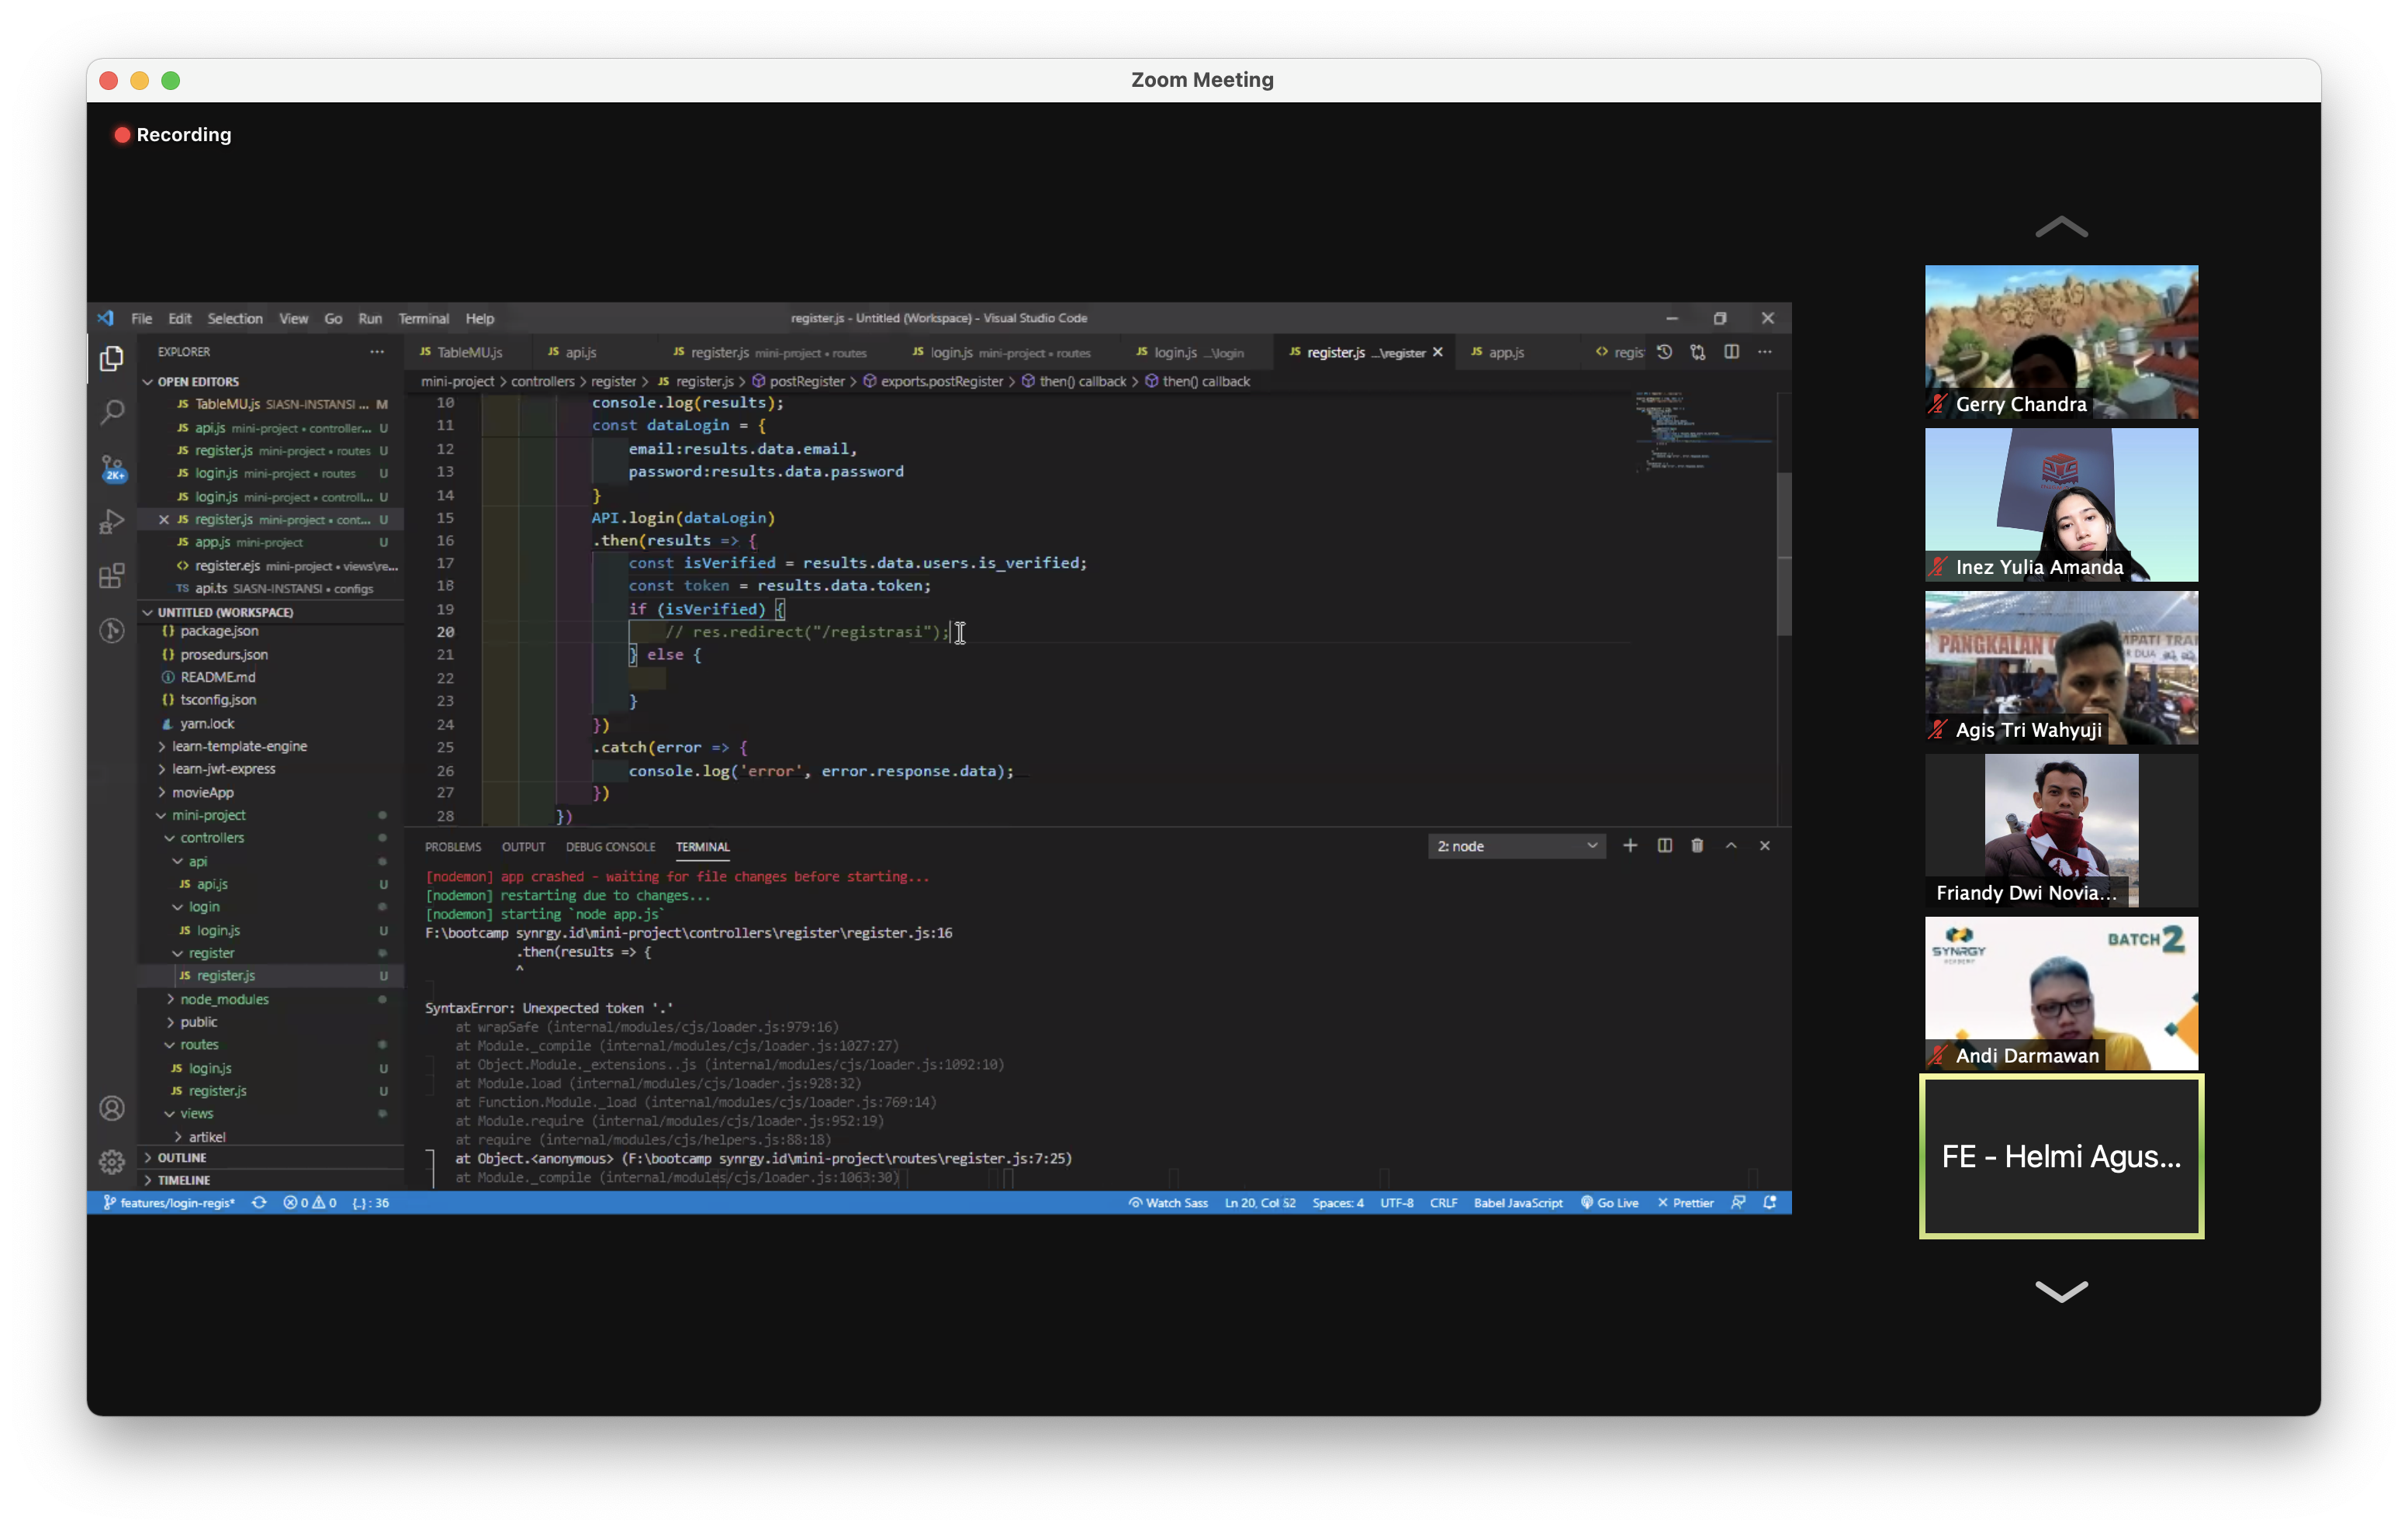 Zoom Meeting
Recording
File Edit Selection View Go Run Terminal Help
register.js - Untitled (Workspace) - Visual Studio Code
EXPLORER
OPEN EDITORS
JS TableMU.js SIASN-INSTANSI ... M
JS api.js mini-project • controller... U
JS register.js mini-project • routes U
JS login.js mini-project • routes U
JS login.js mini-project • controll... U
JS register.js mini-project • cont... U
JS app.js mini-project U
<> register.ejs mini-project • views\re...
TS api.ts SIASN-INSTANSI • configs
UNTITLED (WORKSPACE)
{} package.json
{} prosedurs.json
README.md
{} tsconfig.json
yarn.lock
learn-template-engine
learn-jwt-express
movieApp
mini-project
controllers
api
JS api.js U
login
JS login.js U
register
JS register.js U
node_modules
public
routes
JS login.js U
JS register.js U
views
artikel
OUTLINE
TIMELINE
2K+
JS TableMU.js JS api.js JS register.js mini-project • routes JS login.js mini-project • routes JS login.js ...\login JS register.js ...\register JS app.js <> regis
mini-project > controllers > register > JS register.js > postRegister > exports.postRegister > then() callback > then() callback
10 console.log(results);
11 const dataLogin = {
12 email:results.data.email,
13 password:results.data.password
14 }
15 API.login(dataLogin)
16 .then(results => {
17 const isVerified = results.data.users.is_verified;
18 const token = results.data.token;
19 if (isVerified) {
20 // res.redirect("/registrasi");
21 } else {
22
23 }
24 })
25 .catch(error => {
26 console.log('error', error.response.data);
27 })
28 })
PROBLEMS OUTPUT DEBUG CONSOLE TERMINAL 2: node
[nodemon] app crashed - waiting for file changes before starting...
[nodemon] restarting due to changes...
[nodemon] starting `node app.js`
F:\bootcamp synrgy.id\mini-project\controllers\register\register.js:16
.then(results => {
^
SyntaxError: Unexpected token '.'
at wrapSafe (internal/modules/cjs/loader.js:979:16)
at Module._compile (internal/modules/cjs/loader.js:1027:27)
at Object.Module._extensions..js (internal/modules/cjs/loader.js:1092:10)
at Module.load (internal/modules/cjs/loader.js:928:32)
at Function.Module._load (internal/modules/cjs/loader.js:769:14)
at Module.require (internal/modules/cjs/loader.js:952:19)
at require (internal/modules/cjs/helpers.js:88:18)
at Object.<anonymous> (F:\bootcamp synrgy.id\mini-project\routes\register.js:7:25)
at Module._compile (internal/modules/cjs/loader.js:1063:30)
features/login-regis* 0 0 {..} : 36 Watch Sass Ln 20, Col 52 Spaces: 4 UTF-8 CRLF Babel JavaScript Go Live Prettier
Gerry Chandra
Inez Yulia Amanda
PANGKALAN
Agis Tri Wahyuji
Friandy Dwi Novia...
SYNRGY
ACADEMY
BATCH 2
Andi Darmawan
FE - Helmi Agus...